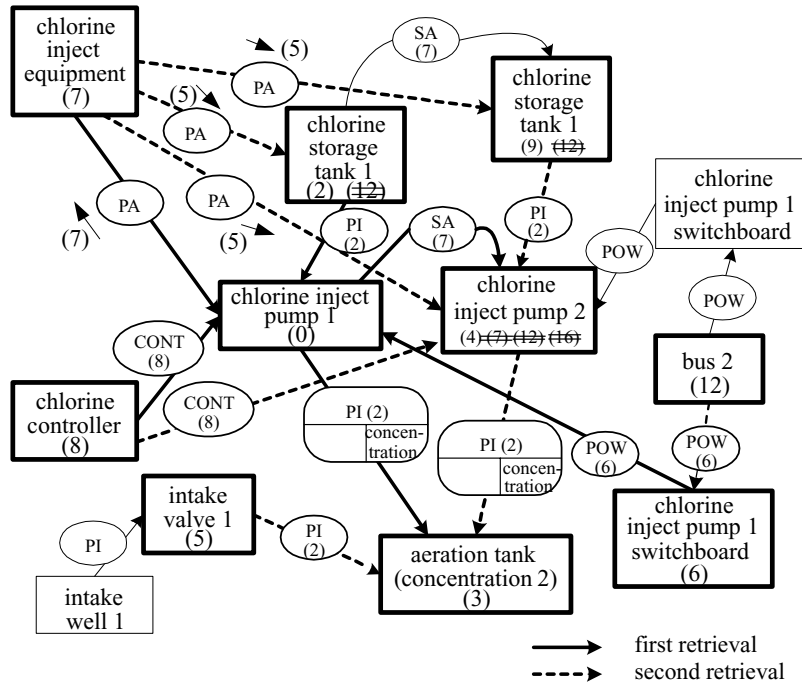 chlorine
inject
equipment
(7)
(5)
PA
SA
(7)
chlorine
storage
tank 1
(9) (12)
(5)
PA
chlorine
storage
tank 1
(2) (12)
PA
(7)
PA
(5)
PI
(2)
SA
(7)
PI
(2)
chlorine
inject pump 1
switchboard
POW
chlorine inject
pump 1
(0)
chlorine
inject pump 2
(4) (7) (12) (16)
POW
CONT
(8)
CONT
(8)
bus 2
(12)
chlorine
controller
(8)
PI (2)
concen-
tration
PI (2)
concen-
tration
POW
(6)
POW
(6)
intake
valve 1
(5)
PI
(2)
PI
intake
well 1
aeration tank
(concentration 2)
(3)
chlorine
inject pump 1
switchboard
(6)
first retrieval
second retrieval